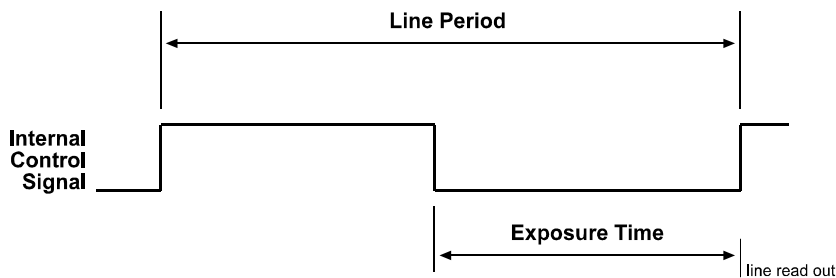 Line Period
Internal
Control
Signal
Exposure Time
line read out